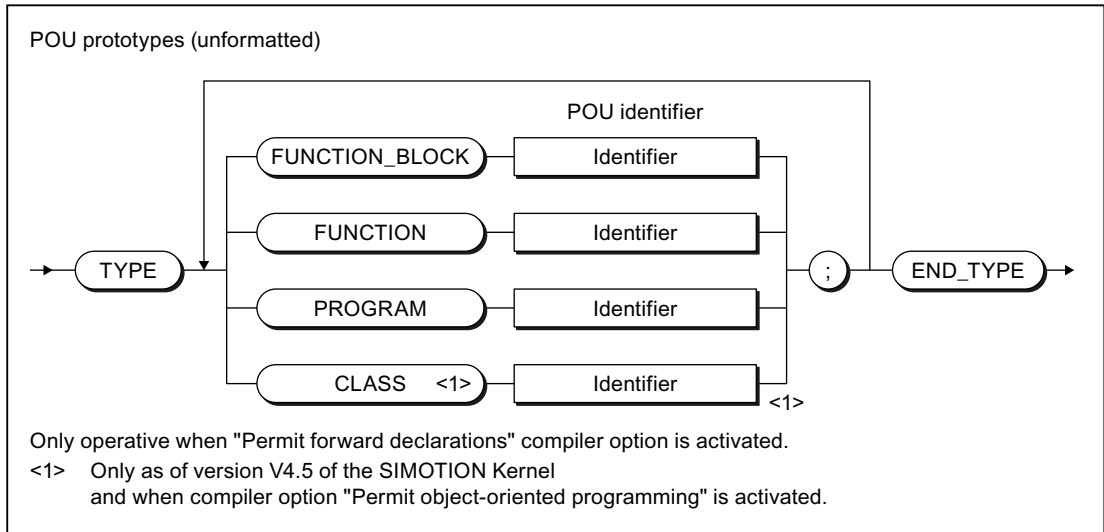 POU prototypes (unformatted)
POU identifier
FUNCTION_BLOCK Identifier
FUNCTION Identifier
TYPE ; END_TYPE
PROGRAM Identifier
CLASS <1> Identifier
<1>
Only operative when "Permit forward declarations" compiler option is activated.
<1> Only as of version V4.5 of the SIMOTION Kernel
and when compiler option "Permit object-oriented programming" is activated.